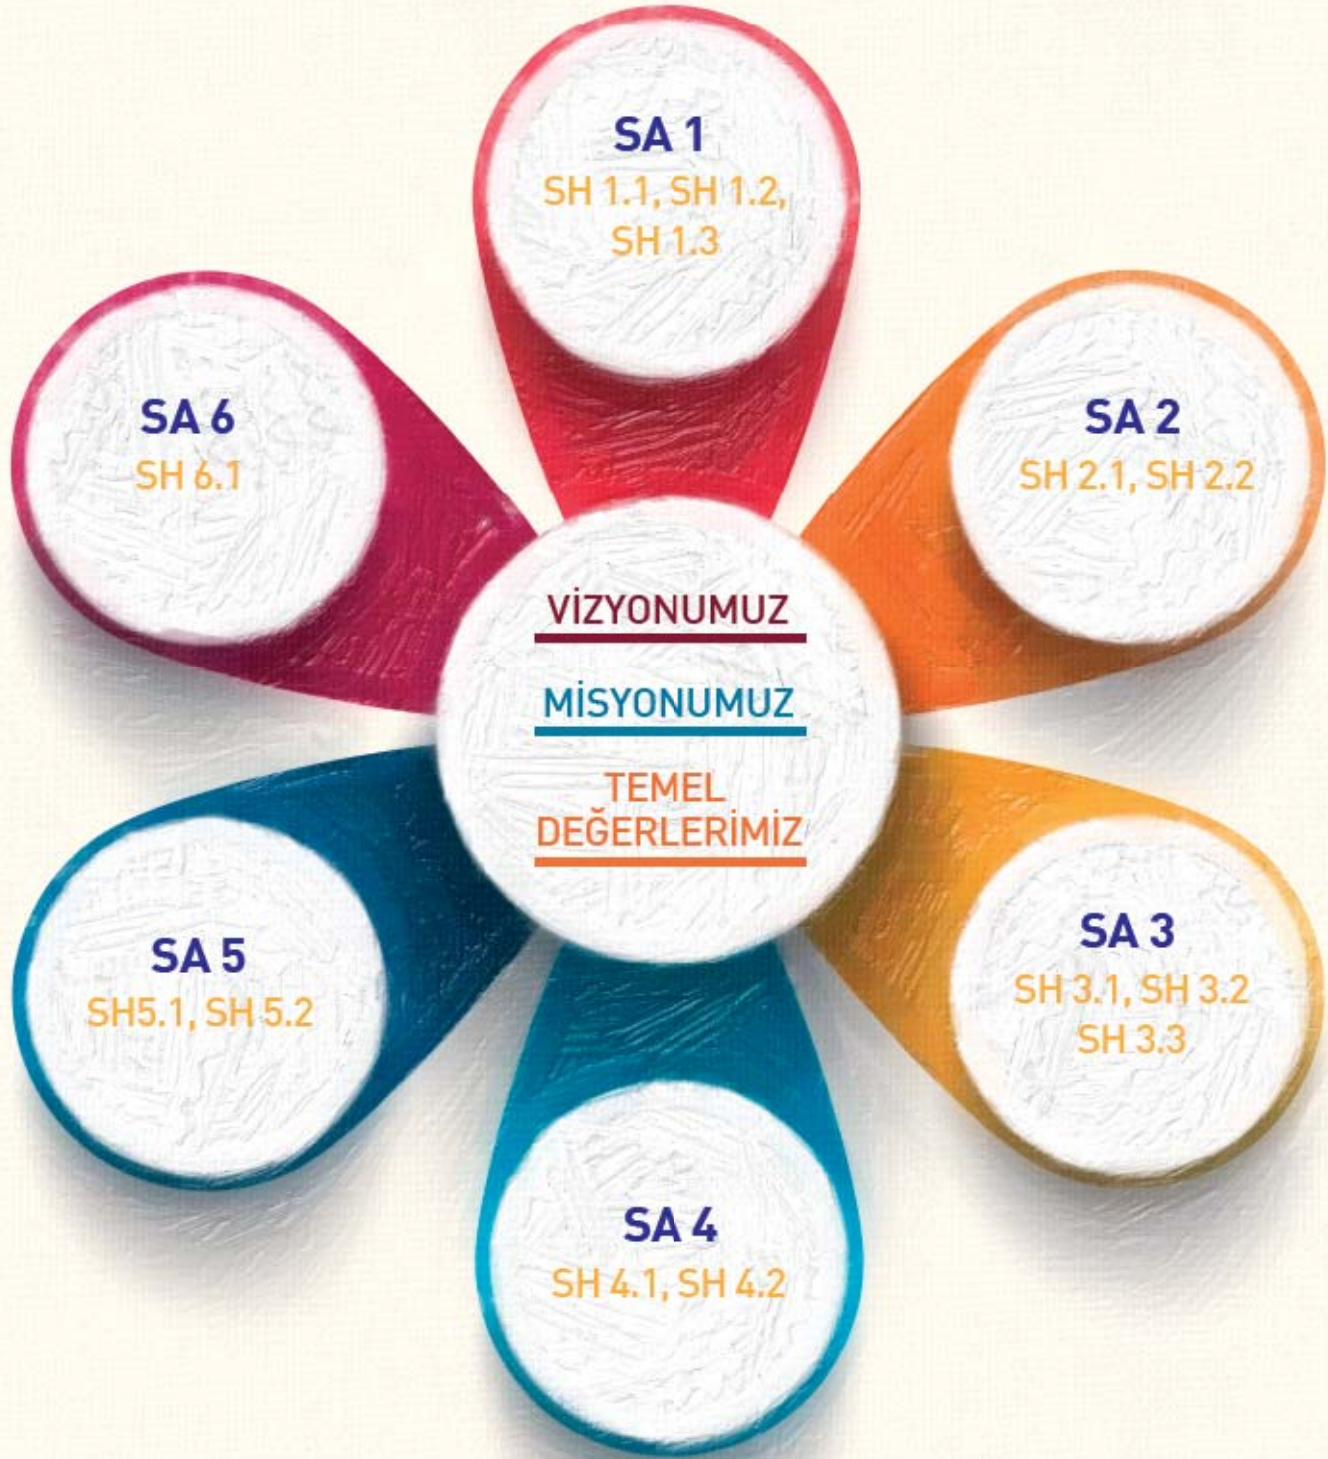 SA 1
SH 1.1, SH 1.2,
SH 1.3
SA 2
SH 2.1, SH 2.2
SA 3
SH 3.1, SH 3.2
SH 3.3
SA 4
SH 4.1, SH 4.2
SA 5
SH5.1, SH 5.2
SA 6
SH 6.1
VİZYONUMUZ
MİSYONUMUZ
TEMEL
DEĞERLERİMİZ